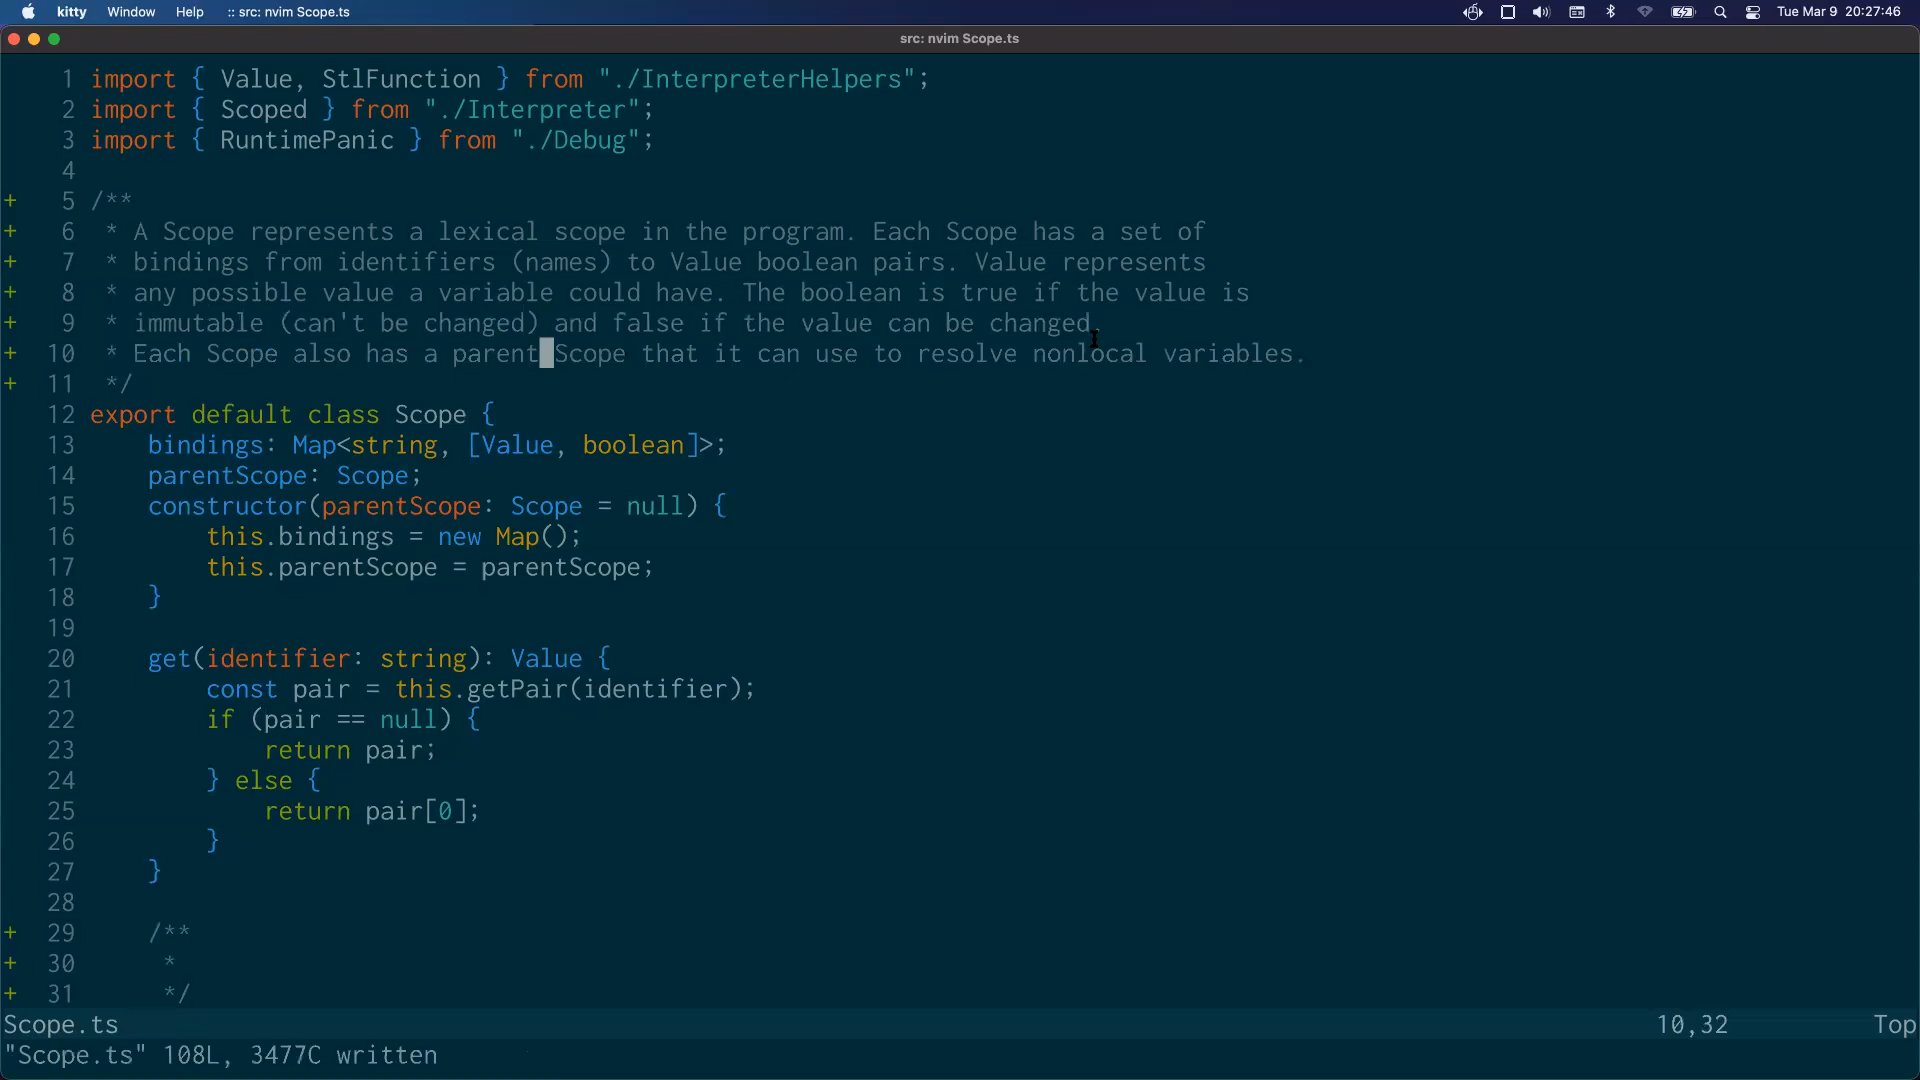 kitty Window Help :: src: nvim Scope.ts Tue Mar 9 20:27:46
src: nvim Scope.ts
1 import { Value, StlFunction } from "./InterpreterHelpers";
2 import { Scoped } from "./Interpreter";
3 import { RuntimePanic } from "./Debug";
4
+ 5 /**
+ 6 * A Scope represents a lexical scope in the program. Each Scope has a set of
+ 7 * bindings from identifiers (names) to Value boolean pairs. Value represents
+ 8 * any possible value a variable could have. The boolean is true if the value is
+ 9 * immutable (can't be changed) and false if the value can be changed.
+ 10 * Each Scope also has a parent Scope that it can use to resolve nonlocal variables.
+ 11 */
12 export default class Scope {
13 bindings: Map<string, [Value, boolean]>;
14 parentScope: Scope;
15 constructor(parentScope: Scope = null) {
16 this.bindings = new Map();
17 this.parentScope = parentScope;
18 }
19
20 get(identifier: string): Value {
21 const pair = this.getPair(identifier);
22 if (pair == null) {
23 return pair;
24 } else {
25 return pair[0];
26 }
27 }
28
+ 29 /**
+ 30 *
+ 31 */
Scope.ts 10,32 Top
"Scope.ts" 108L, 3477C written